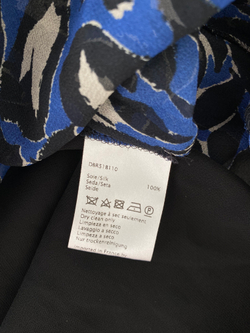 Soie/Silk
Seda/Seta
Seide 100%
Nettoyage à sec seulement
Dry clean only
Limpieza en seco
Lavaggio a secco
Nur trockenreinigung